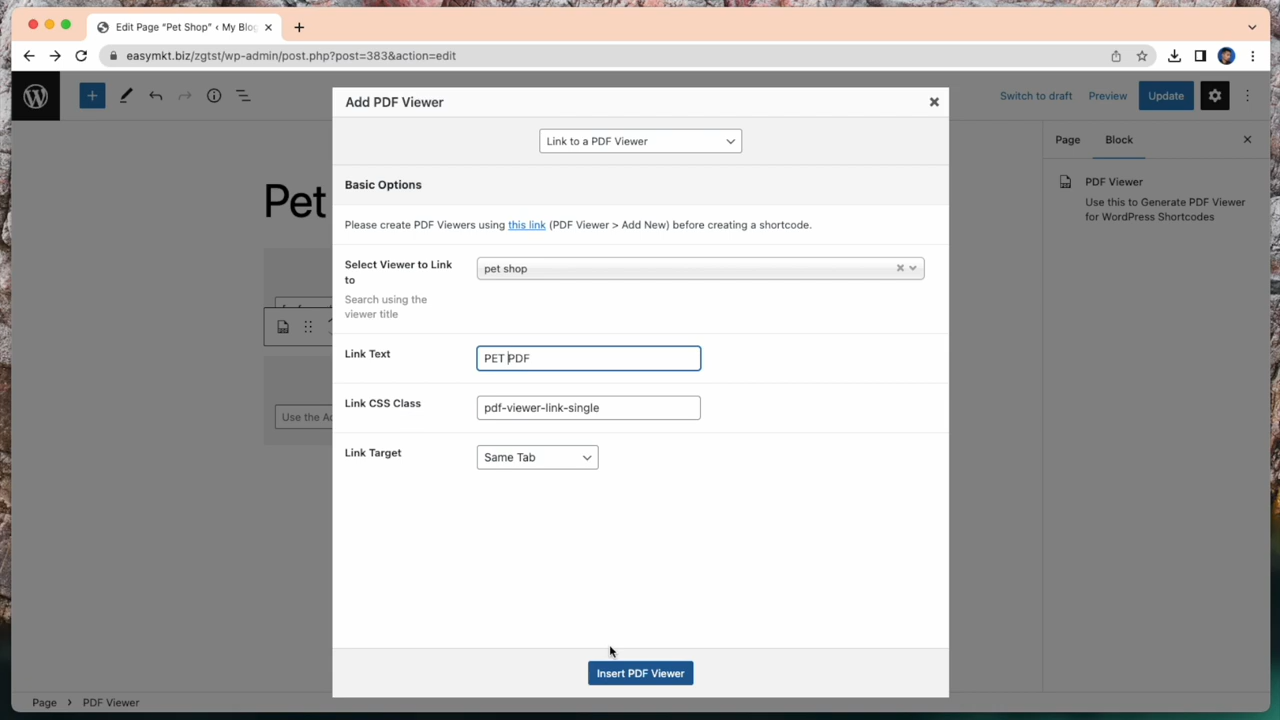 Edit Page “Pet Shop” ‹ My Blog
easymkt.biz/zgtst/wp-admin/post.php?post=383&action=edit
Switch to draft
Preview
Update
Add PDF Viewer
Link to a PDF Viewer
Basic Options
Please create PDF Viewers using this link (PDF Viewer > Add New) before creating a shortcode.
Select Viewer to Link
to
Search using the
viewer title
pet shop
Link Text
PET PDF
Link CSS Class
pdf-viewer-link-single
Link Target
Same Tab
Insert PDF Viewer
Pet
Use the Ad
Page
Block
PDF Viewer
Use this to Generate PDF Viewer
for WordPress Shortcodes
Page
PDF Viewer